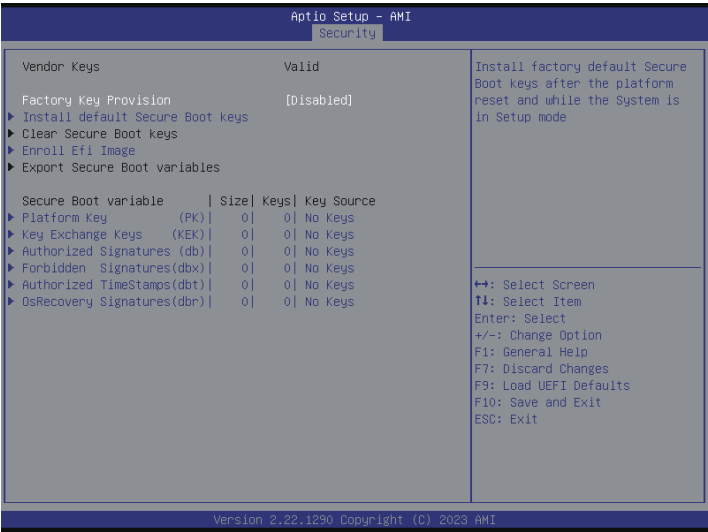 Aptio Setup – AMI
Security
Vendor Keys Valid
Factory Key Provision [Disabled]
Install default Secure Boot keys
Clear Secure Boot keys
Enroll Efi Image
Export Secure Boot variables
Secure Boot variable | Size| Keys| Key Source
Platform Key (PK)| 0| 0| No Keys
Key Exchange Keys (KEK)| 0| 0| No Keys
Authorized Signatures (db)| 0| 0| No Keys
Forbidden Signatures(dbx)| 0| 0| No Keys
Authorized TimeStamps(dbt)| 0| 0| No Keys
OsRecovery Signatures(dbr)| 0| 0| No Keys
Install factory default Secure
Boot keys after the platform
reset and while the System is
in Setup mode
↔: Select Screen
↑↓: Select Item
Enter: Select
+/-: Change Option
F1: General Help
F7: Discard Changes
F9: Load UEFI Defaults
F10: Save and Exit
ESC: Exit
Version 2.22.1290 Copyright (C) 2023 AMI